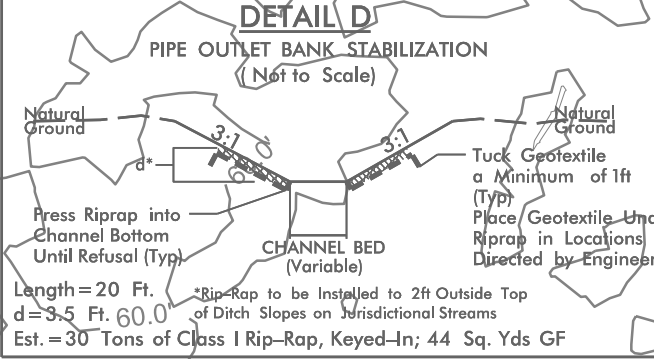 DETAIL D
PIPE OUTLET BANK STABILIZATION
( Not to Scale)
Natural
Ground
3:1
3:1
Natural
Ground
d*
Tuck Geotextile
a Minimum of 1ft
(Typ)
Press Riprap into
Channel Bottom
Until Refusal (Typ)
Place Geotextile
Riprap in Locations
Directed by Engineer
CHANNEL BED
(Variable)
Length=20 Ft.
d=3.5 Ft.
60.0'
*Rip-Rap to be Installed to 2ft Outside Top
of Ditch Slopes on Jurisdictional Streams
Est.=30 Tons of Class I Rip-Rap, Keyed-In; 44 Sq. Yds GF